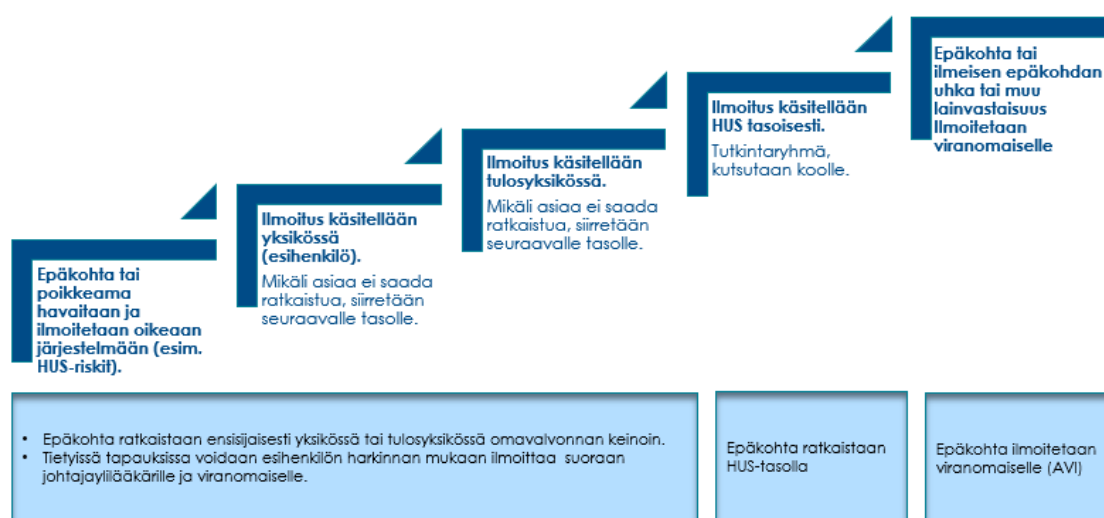 Epäkohta tai
poikkeama
havaitaan ja
ilmoitetaan oikeaan
järjestelmään (esim.
HUS-riskit).
Ilmoitus käsitellään
yksikössä
(esihenkilö).
Mikäli asiaa ei saada
ratkaistua, siirretään
seuraavalle tasolle.
Ilmoitus käsitellään
tulosyksikössä.
Mikäli asiaa ei saada
ratkaistua, siirretään
seuraavalle tasolle.
Ilmoitus käsitellään
HUS tasoisesti.
Tutkintaryhmä,
kutsutaan koolle.
Epäkohta tai
ilmeisen epäkohdan
uhka tai muu
lainvastaisuus
Ilmoitetaan
viranomaiselle
• Epäkohta ratkaistaan ensisijaisesti yksikössä tai tulosyksikössä omavalvonnan keinoin.
• Tietyissä tapauksissa voidaan esihenkilön harkinnan mukaan ilmoittaa suoraan
johtajaylilääkärille ja viranomaiselle.
Epäkohta ratkaistaan
HUS-tasolla
Epäkohta ilmoitetaan
viranomaiselle (AVI)